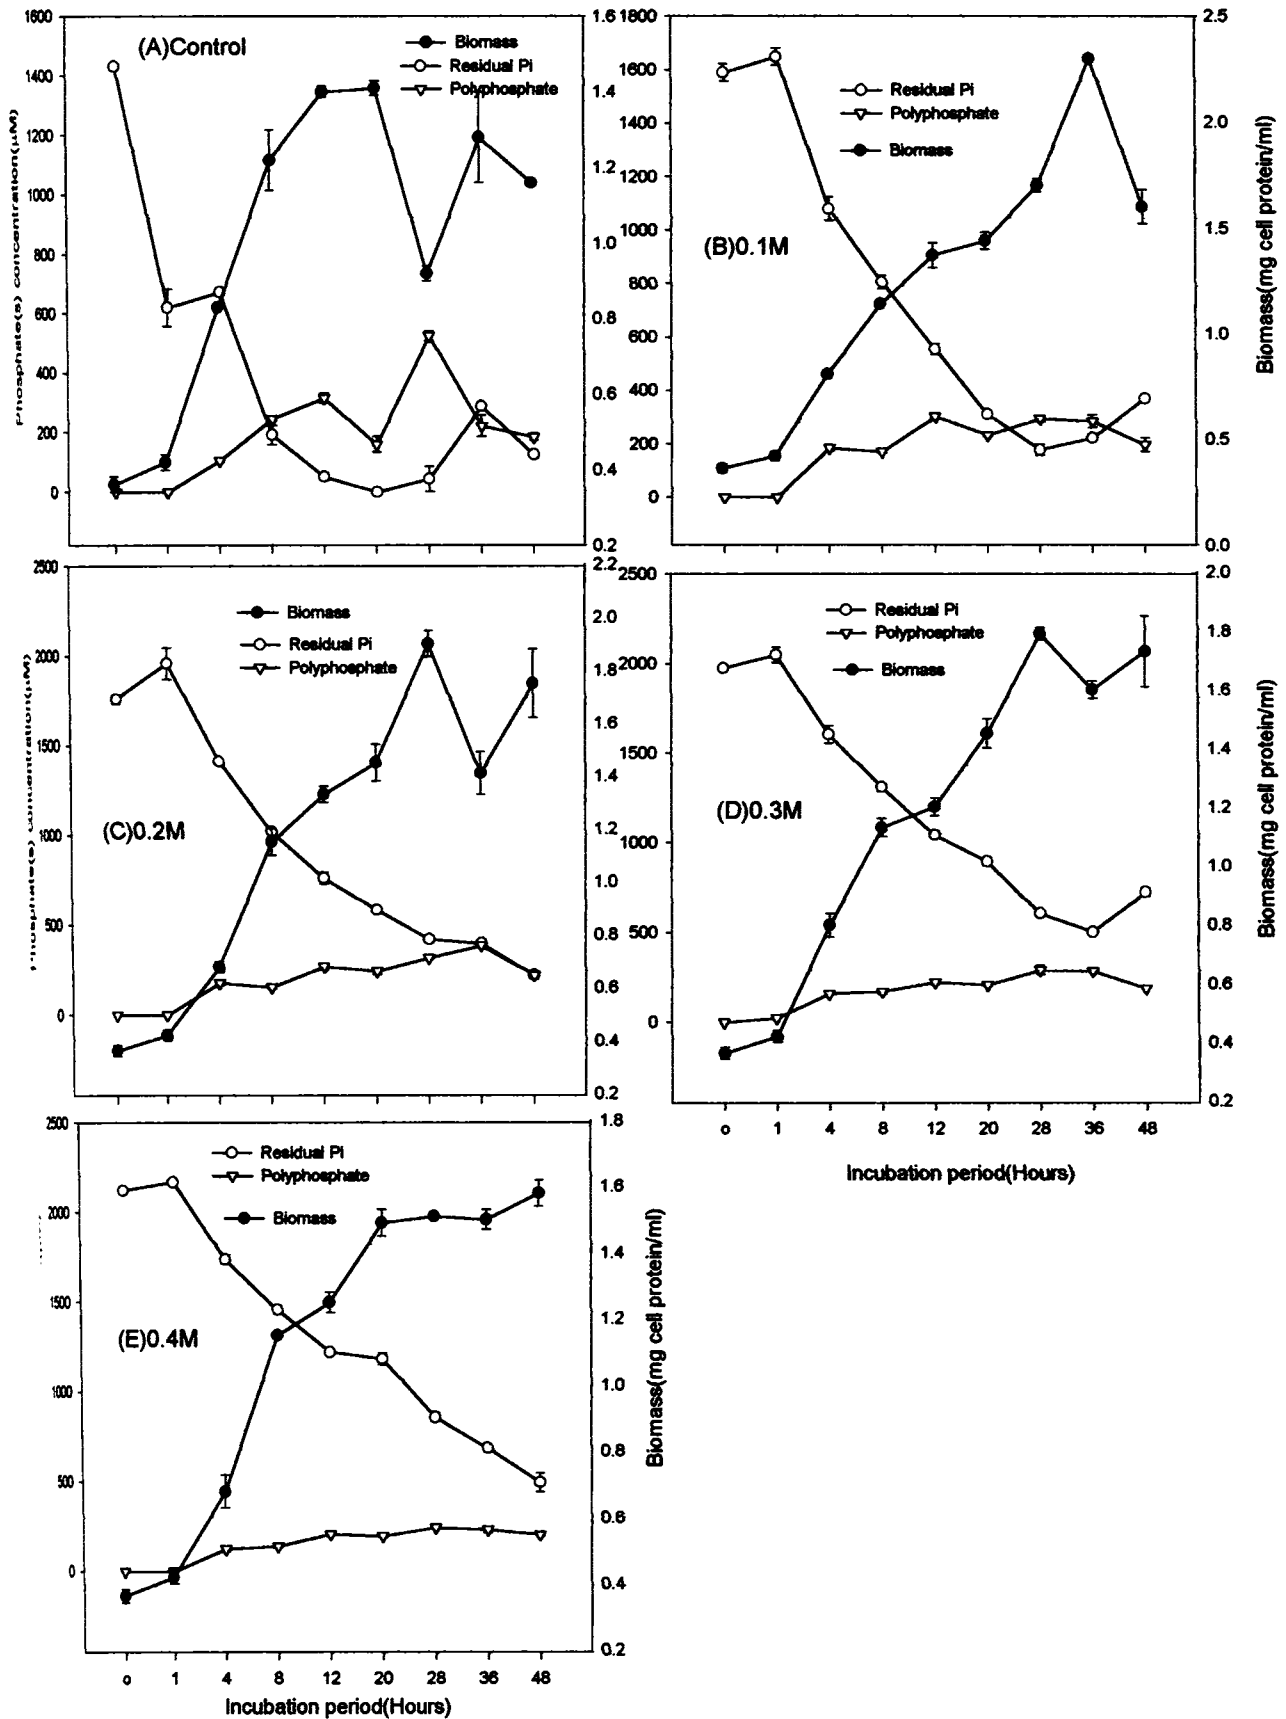 (A)Control
Biomass
Residual Pi
Polyphosphate
Phosphate(s) concentration(µM)
1600
1400
1200
1000
800
600
400
200
0
1.6
1.4
1.2
1.0
0.8
0.6
0.4
0.2
(B)0.1M
Residual Pi
Polyphosphate
Biomass
1800
1600
1400
1200
1000
800
600
400
200
0
2.5
2.0
1.5
1.0
0.5
0.0
Biomass(mg cell protein/ml)
(C)0.2M
Biomass
Residual Pi
Polyphosphate
Phosphate(s) concentration(µM)
2500
2000
1500
1000
500
0
2.2
2.0
1.8
1.6
1.4
1.2
1.0
0.8
0.6
0.4
0.2
(D)0.3M
Residual Pi
Polyphosphate
Biomass
2500
2000
1500
1000
500
0
2.0
1.8
1.6
1.4
1.2
1.0
0.8
0.6
0.4
0.2
Biomass(mg cell protein/ml)
o 1 4 8 12 20 28 36 48
Incubation period(Hours)
(E)0.4M
Residual Pi
Polyphosphate
Biomass
2500
2000
1500
1000
500
0
1.8
1.6
1.4
1.2
1.0
0.8
0.6
0.4
0.2
Biomass(mg cell protein/ml)
o 1 4 8 12 20 28 36 48
Incubation period(Hours)